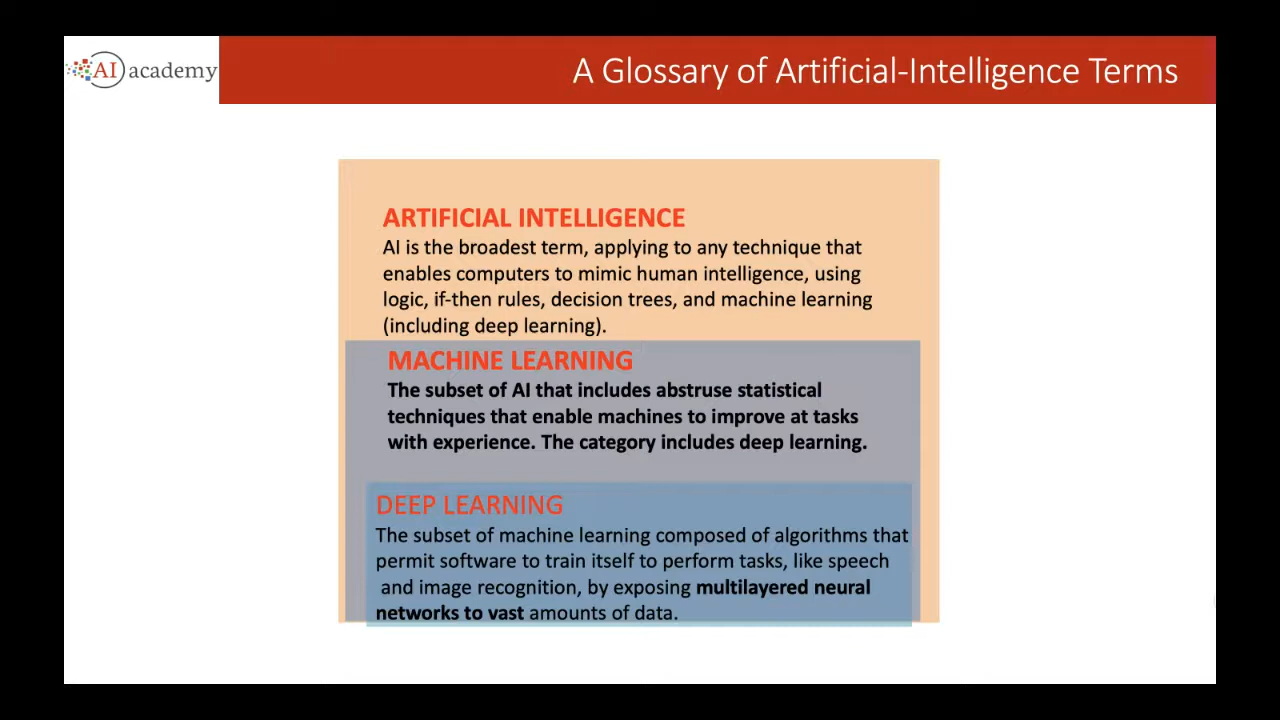 AI academy
A Glossary of Artificial-Intelligence Terms
ARTIFICIAL INTELLIGENCE
AI is the broadest term, applying to any technique that
enables computers to mimic human intelligence, using
logic, if-then rules, decision trees, and machine learning
(including deep learning).
MACHINE LEARNING
The subset of AI that includes abstruse statistical
techniques that enable machines to improve at tasks
with experience. The category includes deep learning.
DEEP LEARNING
The subset of machine learning composed of algorithms that
permit software to train itself to perform tasks, like speech
and image recognition, by exposing multilayered neural
networks to vast amounts of data.